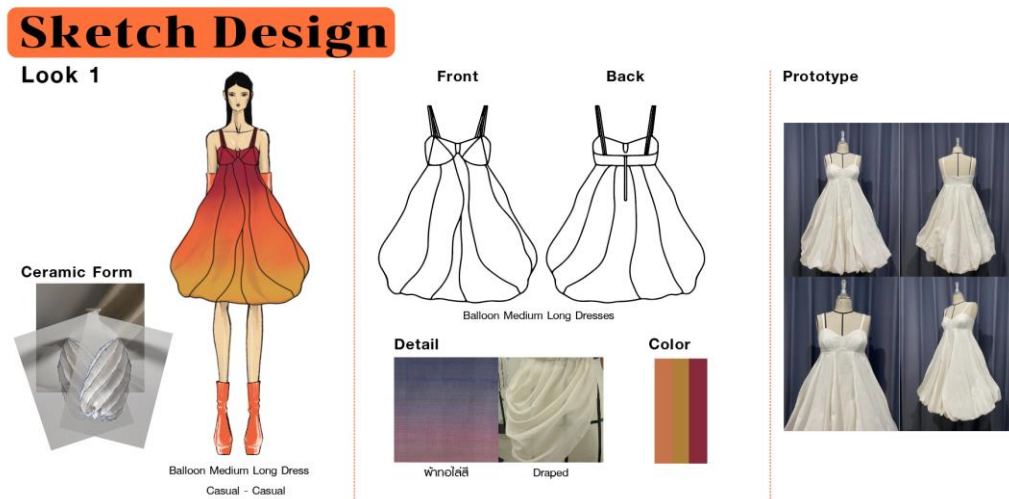 Sketch Design
Look 1
Ceramic Form
Balloon Medium Long Dress
Casual - Casual
Front
Back
Balloon Medium Long Dresses
Detail
Color
ผ้าทอไล่สี
Draped
Prototype